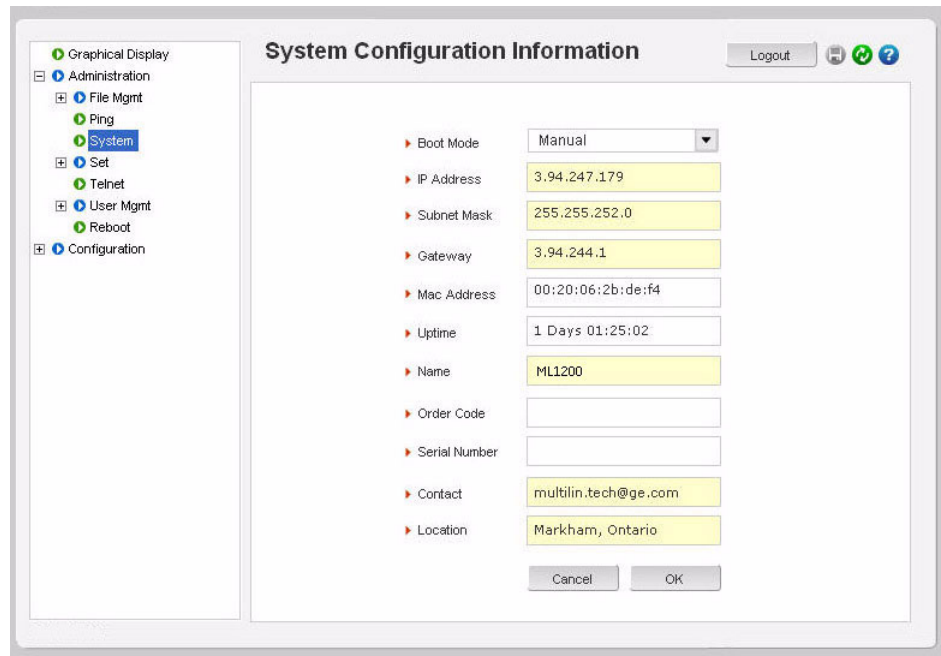 Graphical Display
Administration
File Mgmt
Ping
System
Set
Telnet
User Mgmt
Reboot
Configuration
System Configuration Information
Logout
Boot Mode Manual
IP Address 3.94.247.179
Subnet Mask 255.255.252.0
Gateway 3.94.244.1
Mac Address 00:20:06:2b:de:f4
Uptime 1 Days 01:25:02
Name ML1200
Order Code
Serial Number
Contact multilin.tech@ge.com
Location Markham, Ontario
Cancel OK